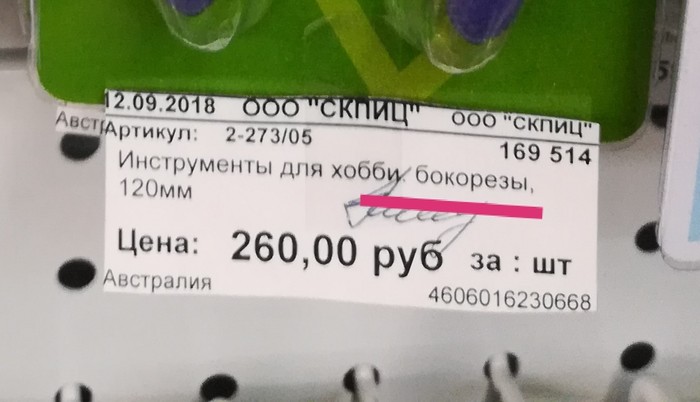 12.09.2018 ООО "СКПИЦ" ООО "СКПИЦ"
Артикул: 2-273/05 169 514
Инструменты для хобби, бокорезы,
120мм
Цена: 260,00 руб за : шт
Австралия 4606016230668